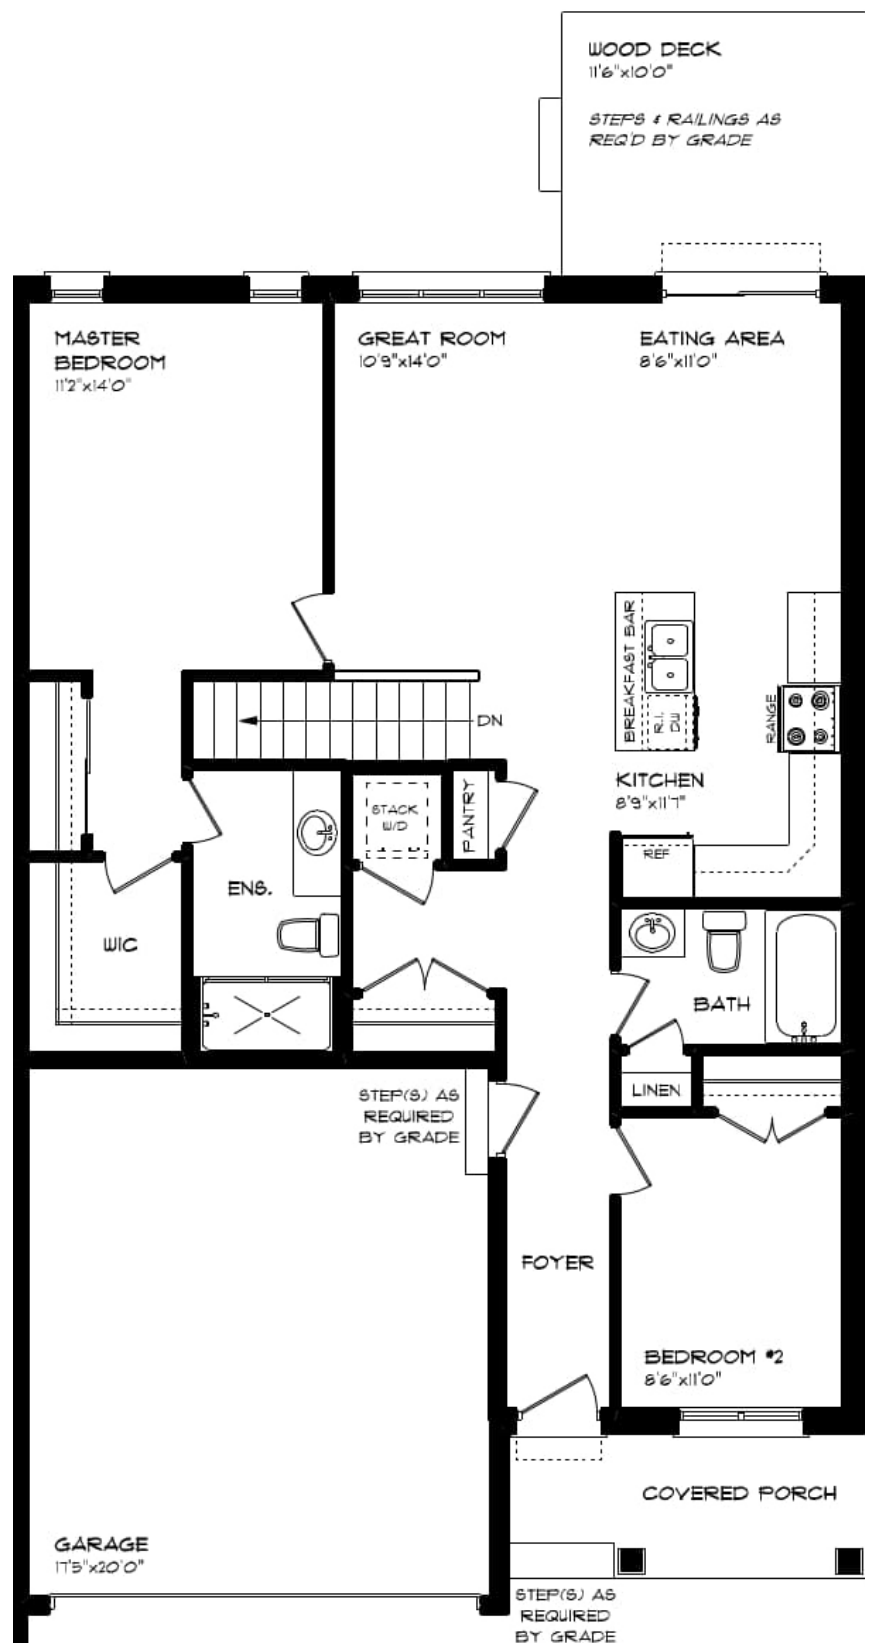 WOOD DECK
11'6"x10'0"
STEPS & RAILINGS AS
REQ'D BY GRADE
MASTER
BEDROOM
11'2"x14'0"
GREAT ROOM
10'9"x14'0"
EATING AREA
8'6"x11'0"
BREAKFAST BAR
R.I.
DW
RANGE
DN
KITCHEN
8'9"x11'7"
STACK
W/D
PANTRY
REF
ENS.
WIC
BATH
LINEN
STEP(S) AS
REQUIRED
BY GRADE
FOYER
BEDROOM #2
8'6"x11'0"
COVERED PORCH
GARAGE
17'5"x20'0"
STEP(S) AS
REQUIRED
BY GRADE